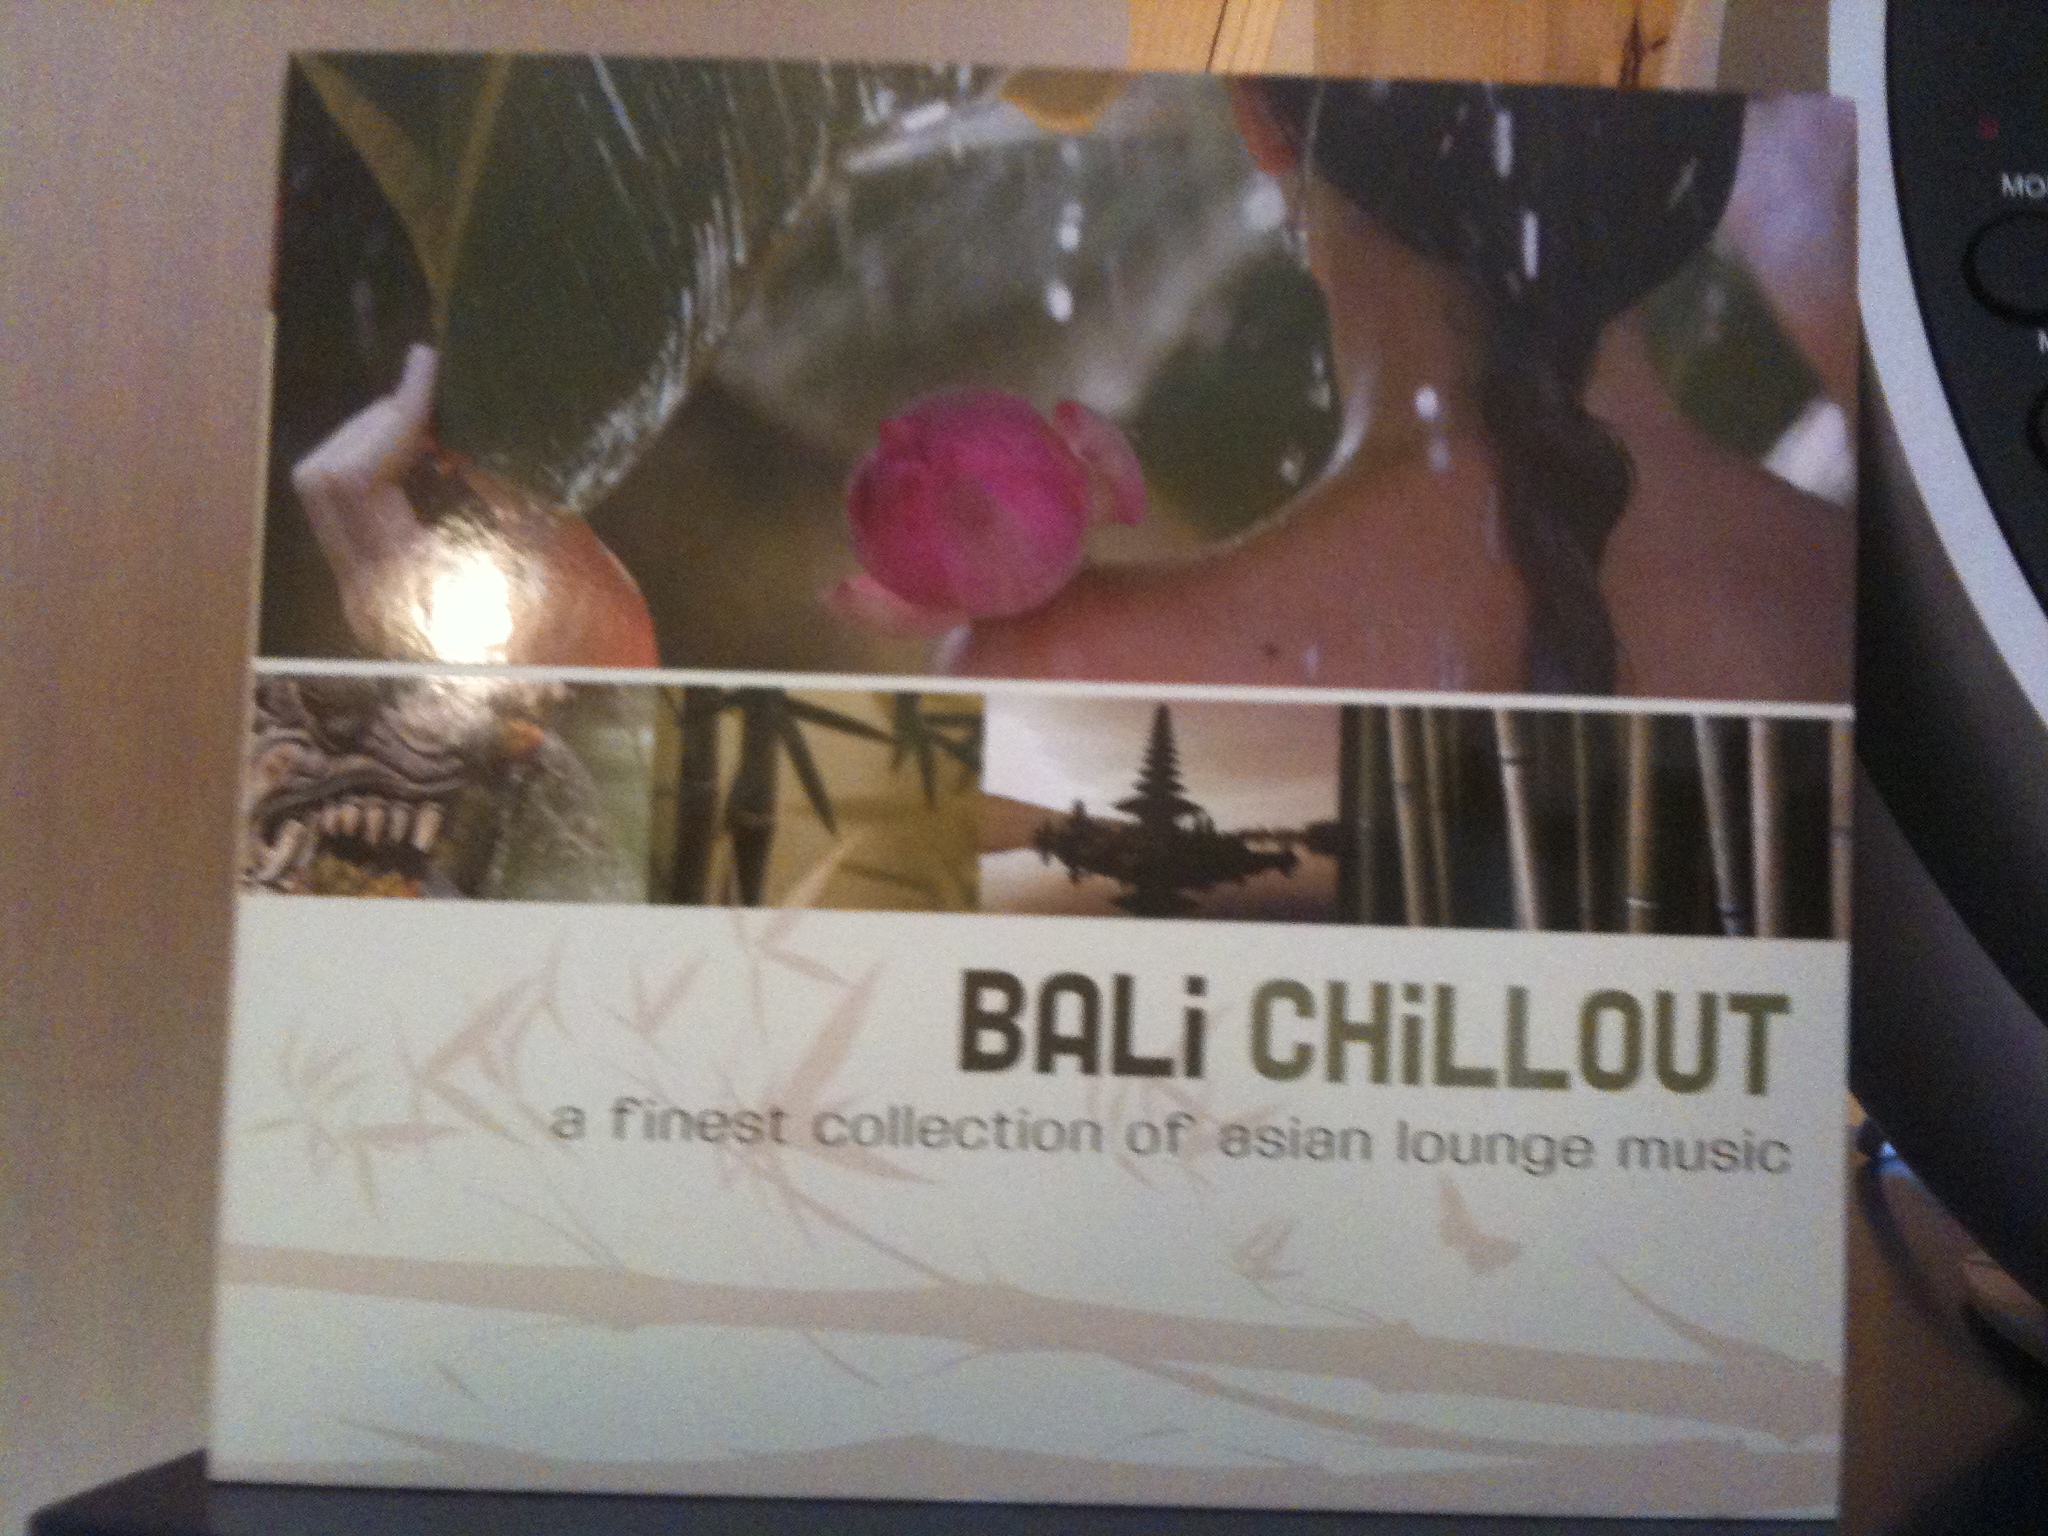 BALi CHiLLOUT
a finest collection of asian lounge music